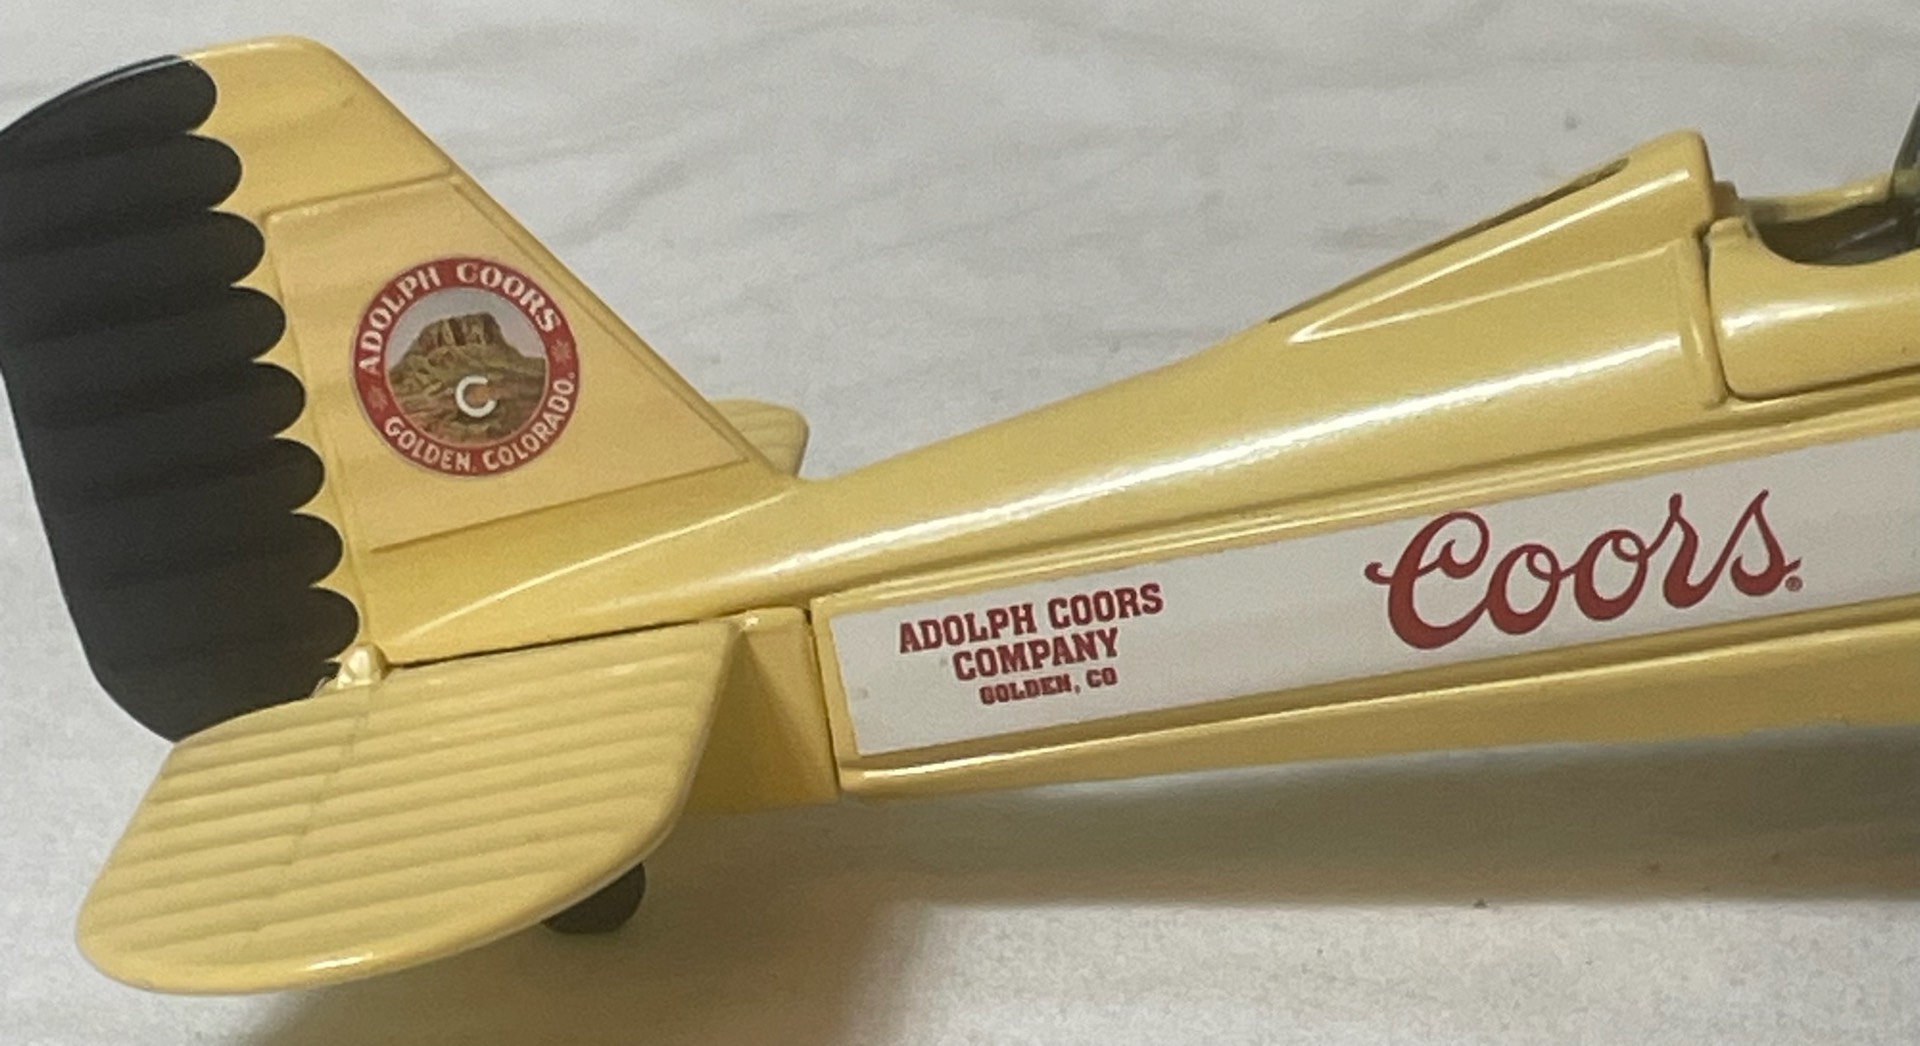 ADOLPH COORS
C
GOLDEN, COLORADO.
ADOLPH COORS
COMPANY
GOLDEN, CO
Coors®